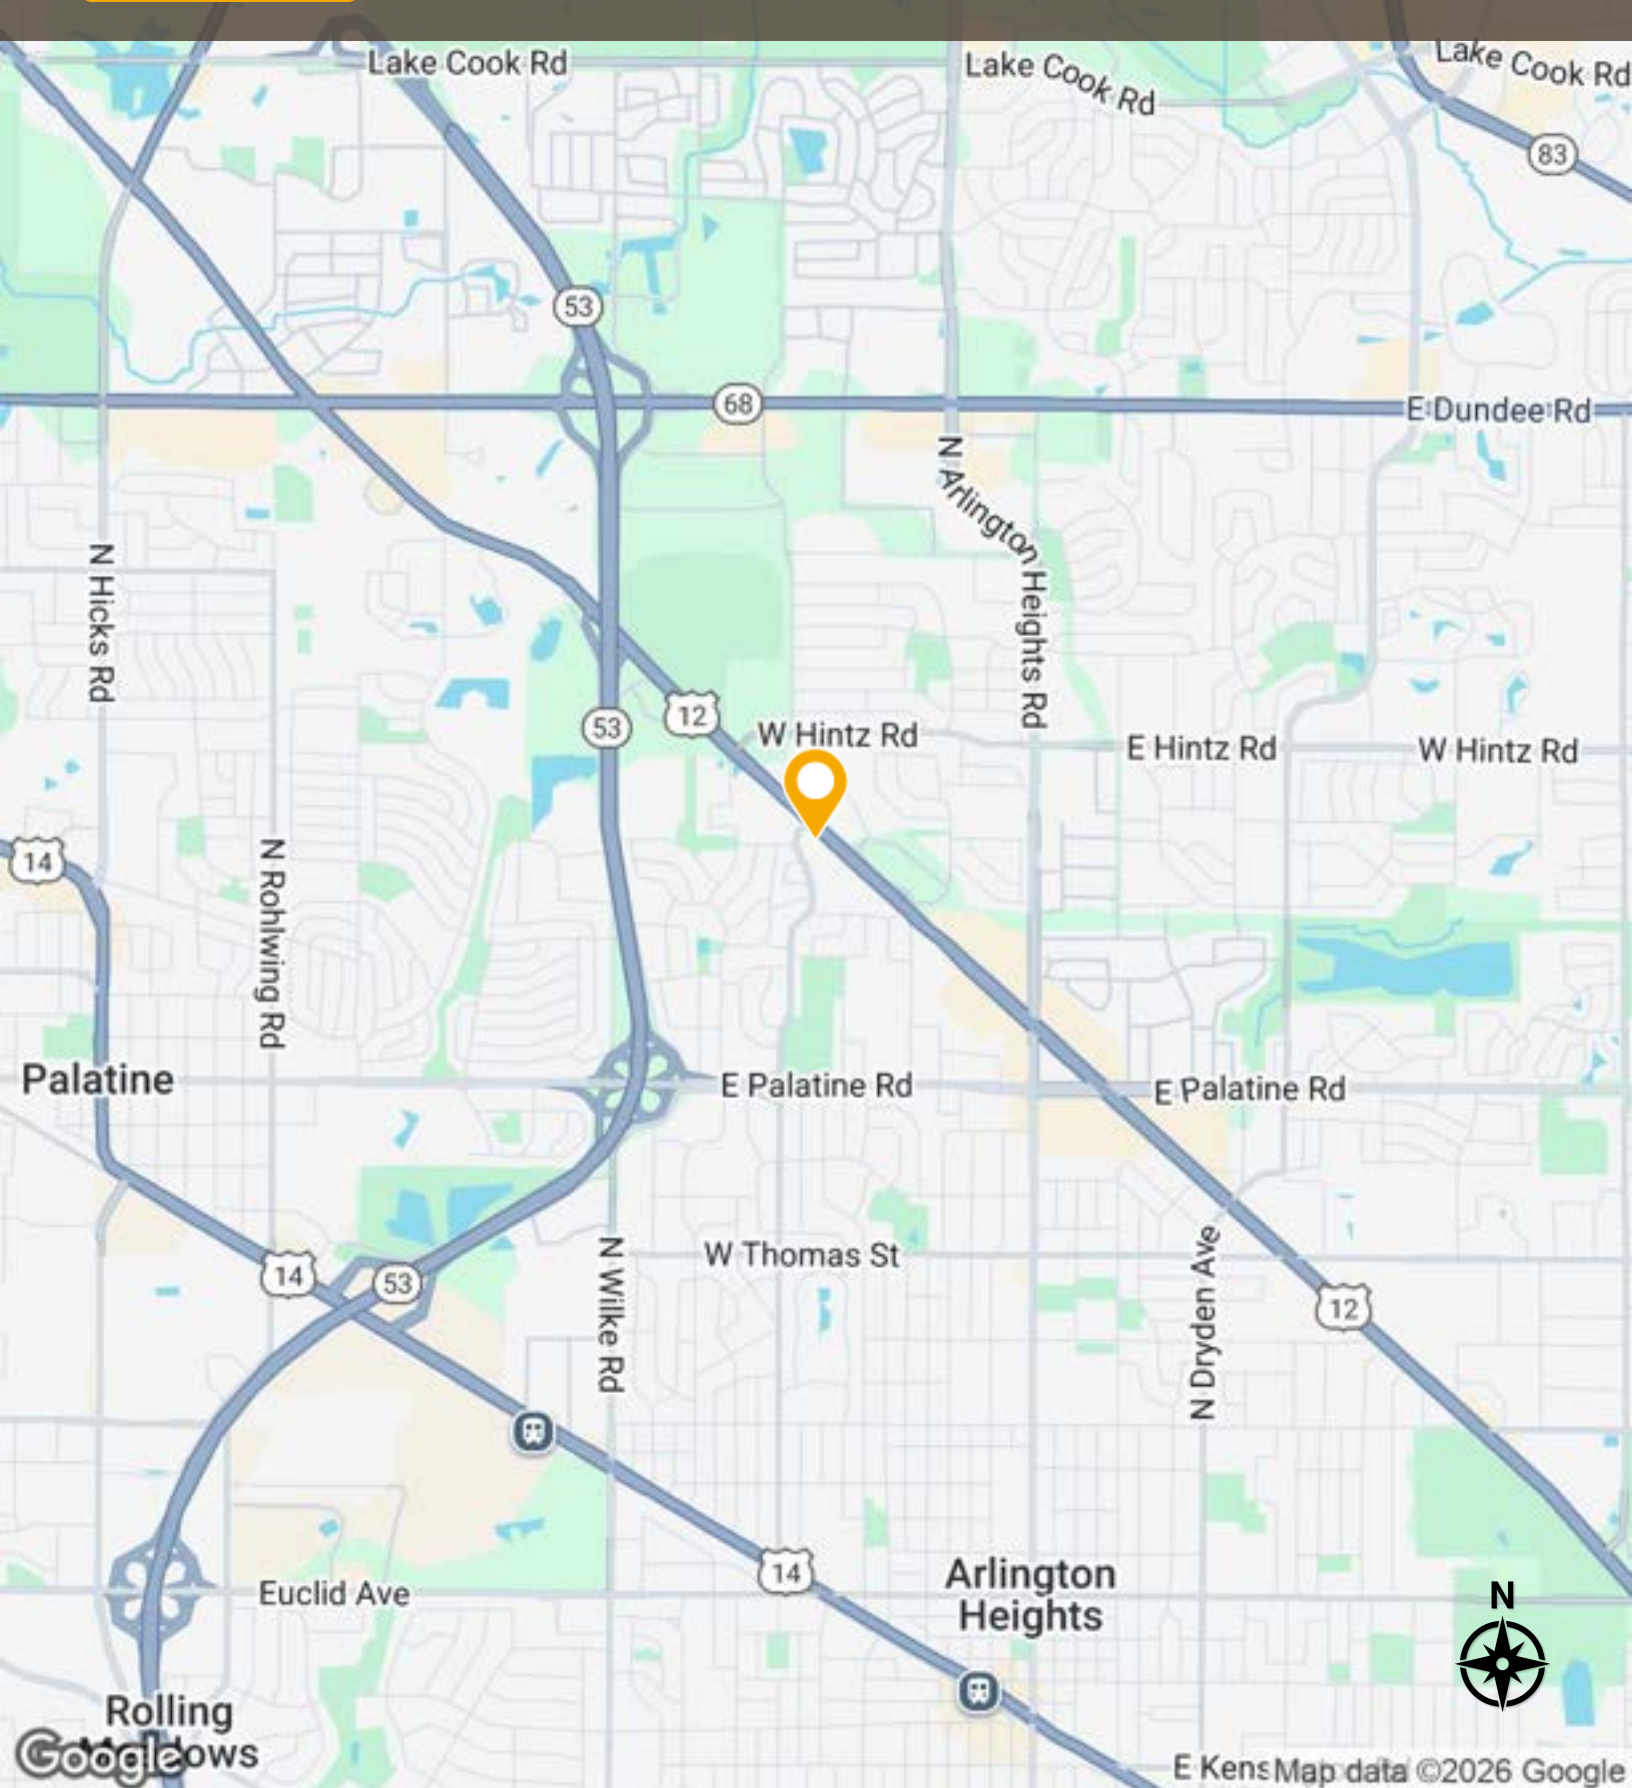 Lake Cook Rd
Lake Cook Rd
Lake Cook Rd
83
53
68
E Dundee Rd
N Arlington Heights Rd
N Hicks Rd
12
53
W Hintz Rd
E Hintz Rd
W Hintz Rd
14
N Rohlwing Rd
Palatine
E Palatine Rd
E Palatine Rd
W Thomas St
14
53
N Wilke Rd
N Dryden Ave
12
14
Euclid Ave
Arlington
Heights
N
Rolling
Meadows
Google
E Kens
Map data ©2026 Google